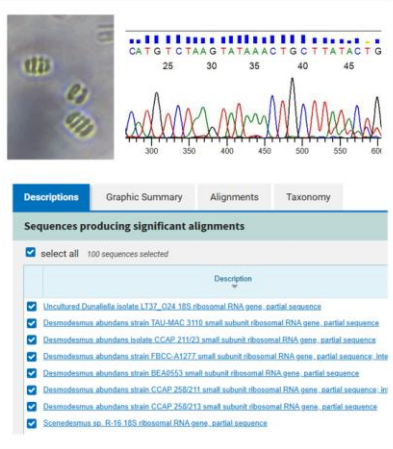 CATGTCTAAGTATAAACTGCTTATACTG
25 30 35 40 45
300 350 400 450 500 550 600
Descriptions Graphic Summary Alignments Taxonomy
Sequences producing significant alignments
select all 100 sequences selected
Description
Uncultured Dunaliella isolate LT37_O24 18S ribosomal RNA gene, partial sequence
Desmodesmus abundans strain TAU-MAC 3110 small subunit ribosomal RNA gene, partial sequence
Desmodesmus abundans isolate CCAP 211/23 small subunit ribosomal RNA gene, partial sequence
Desmodesmus abundans strain FBCC-A1277 small subunit ribosomal RNA gene, partial sequence, inte
Desmodesmus abundans strain BEA0553 small subunit ribosomal RNA gene, partial sequence
Desmodesmus abundans strain CCAP 258/211 small subunit ribosomal RNA gene, partial sequence; in
Desmodesmus abundans strain CCAP 258/213 small subunit ribosomal RNA gene, partial sequence
Scenedesmus sp. R-16 18S ribosomal RNA gene, partial sequence